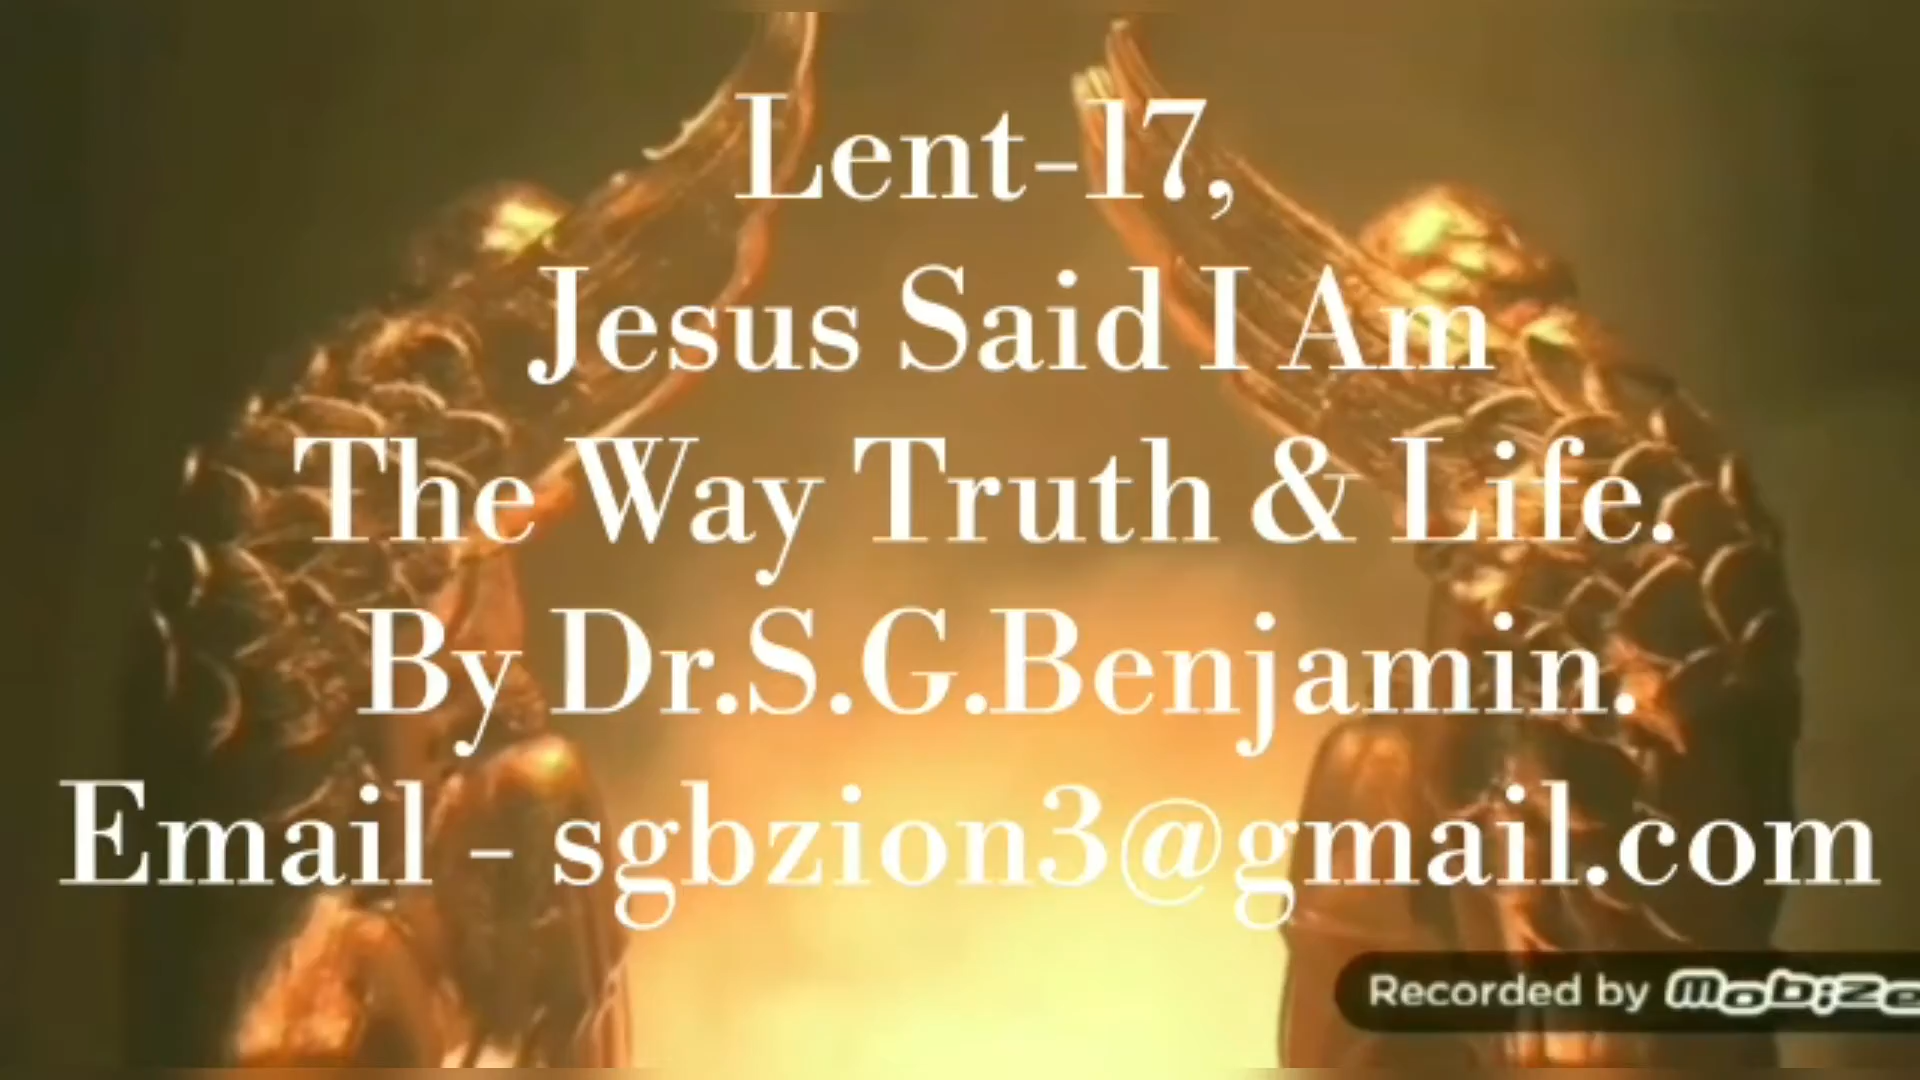 Lent-17,
Jesus Said I Am
The Way Truth & Life.
By Dr.S.G.Benjamin.
Email - sgbzion3@gmail.com
Recorded by